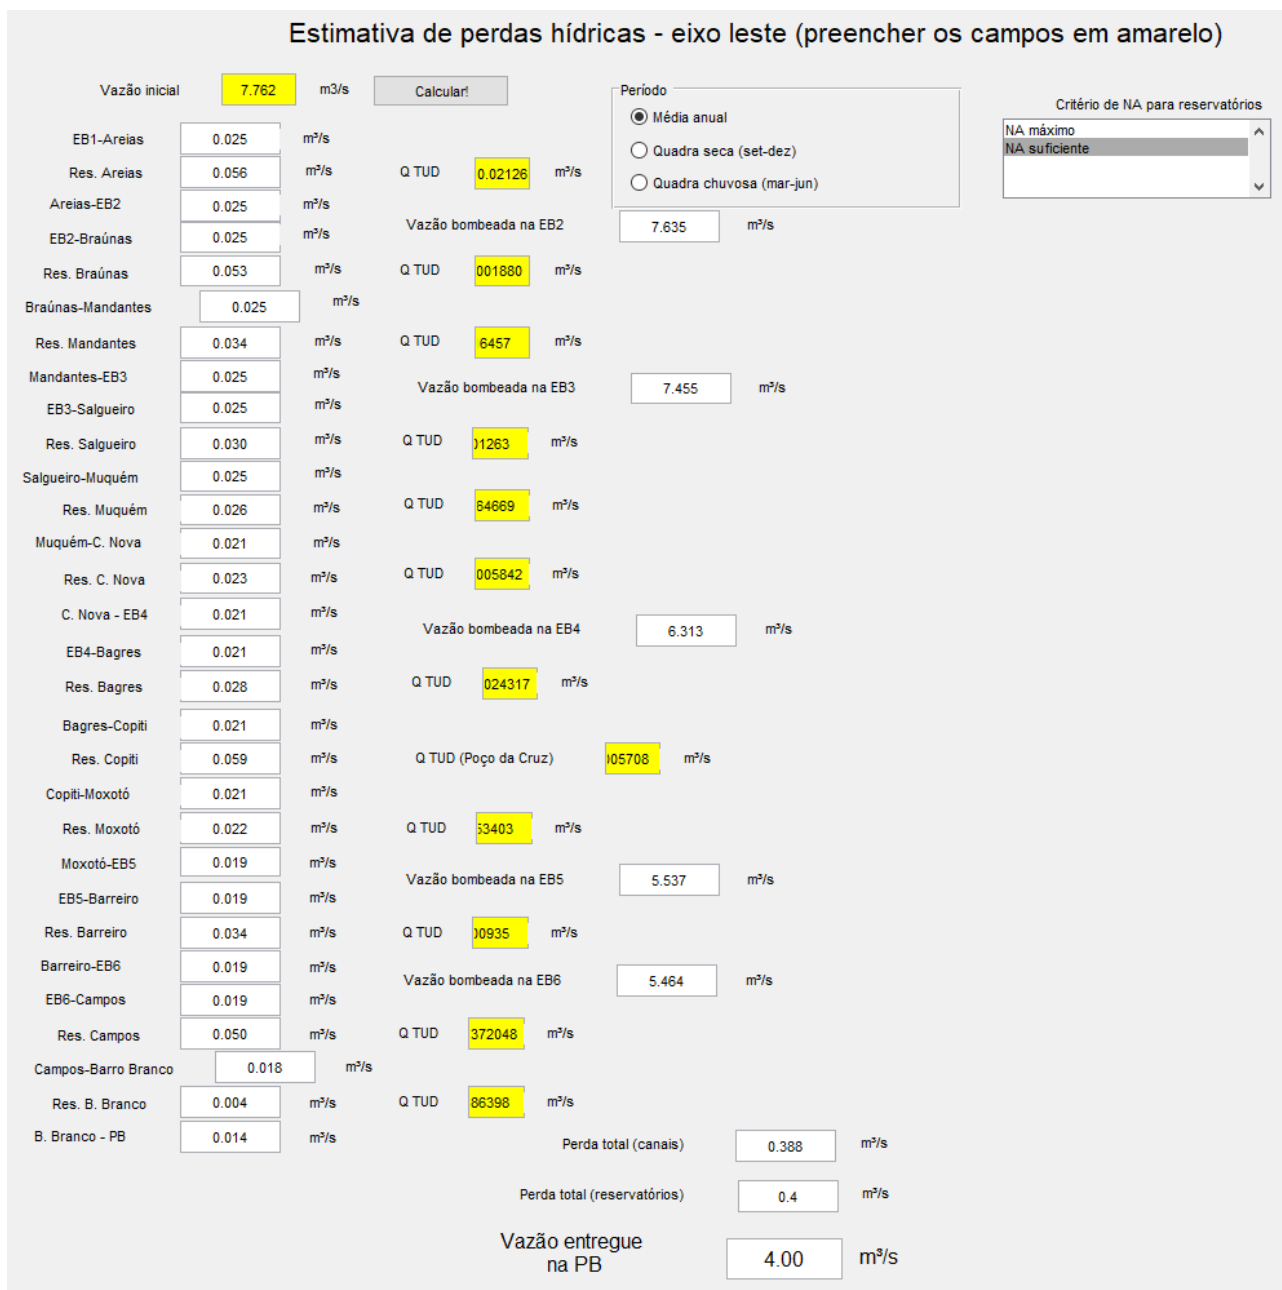 Estimativa de perdas hídricas - eixo leste (preencher os campos em amarelo)
Vazão inicial 7.762 m3/s Calcular!
Período
Média anual
Quadra seca (set-dez)
Quadra chuvosa (mar-jun)
Critério de NA para reservatórios
NA máximo
NA suficiente
EB1-Areias 0.025 m³/s
Res. Areias 0.056 m³/s Q TUD 0.02126 m³/s
Areias-EB2 0.025 m³/s
Vazão bombeada na EB2 7.635 m³/s
EB2-Braúnas 0.025 m³/s
Res. Braúnas 0.053 m³/s Q TUD 001880 m³/s
Braúnas-Mandantes 0.025 m³/s
Res. Mandantes 0.034 m³/s Q TUD 6457 m³/s
Mandantes-EB3 0.025 m³/s
Vazão bombeada na EB3 7.455 m³/s
EB3-Salgueiro 0.025 m³/s
Res. Salgueiro 0.030 m³/s Q TUD 01263 m³/s
Salgueiro-Muquém 0.025 m³/s
Res. Muquém 0.026 m³/s Q TUD 64669 m³/s
Muquém-C. Nova 0.021 m³/s
Res. C. Nova 0.023 m³/s Q TUD 005842 m³/s
C. Nova - EB4 0.021 m³/s
Vazão bombeada na EB4 6.313 m³/s
EB4-Bagres 0.021 m³/s
Res. Bagres 0.028 m³/s Q TUD 024317 m³/s
Bagres-Copiti 0.021 m³/s
Res. Copiti 0.059 m³/s Q TUD (Poço da Cruz) 005708 m³/s
Copiti-Moxotó 0.021 m³/s
Res. Moxotó 0.022 m³/s Q TUD 53403 m³/s
Moxotó-EB5 0.019 m³/s
Vazão bombeada na EB5 5.537 m³/s
EB5-Barreiro 0.019 m³/s
Res. Barreiro 0.034 m³/s Q TUD 00935 m³/s
Barreiro-EB6 0.019 m³/s
Vazão bombeada na EB6 5.464 m³/s
EB6-Campos 0.019 m³/s
Res. Campos 0.050 m³/s Q TUD 372048 m³/s
Campos-Barro Branco 0.018 m³/s
Res. B. Branco 0.004 m³/s Q TUD 86398 m³/s
B. Branco - PB 0.014 m³/s
Perda total (canais) 0.388 m³/s
Perda total (reservatórios) 0.4 m³/s
Vazão entregue
na PB 4.00 m³/s